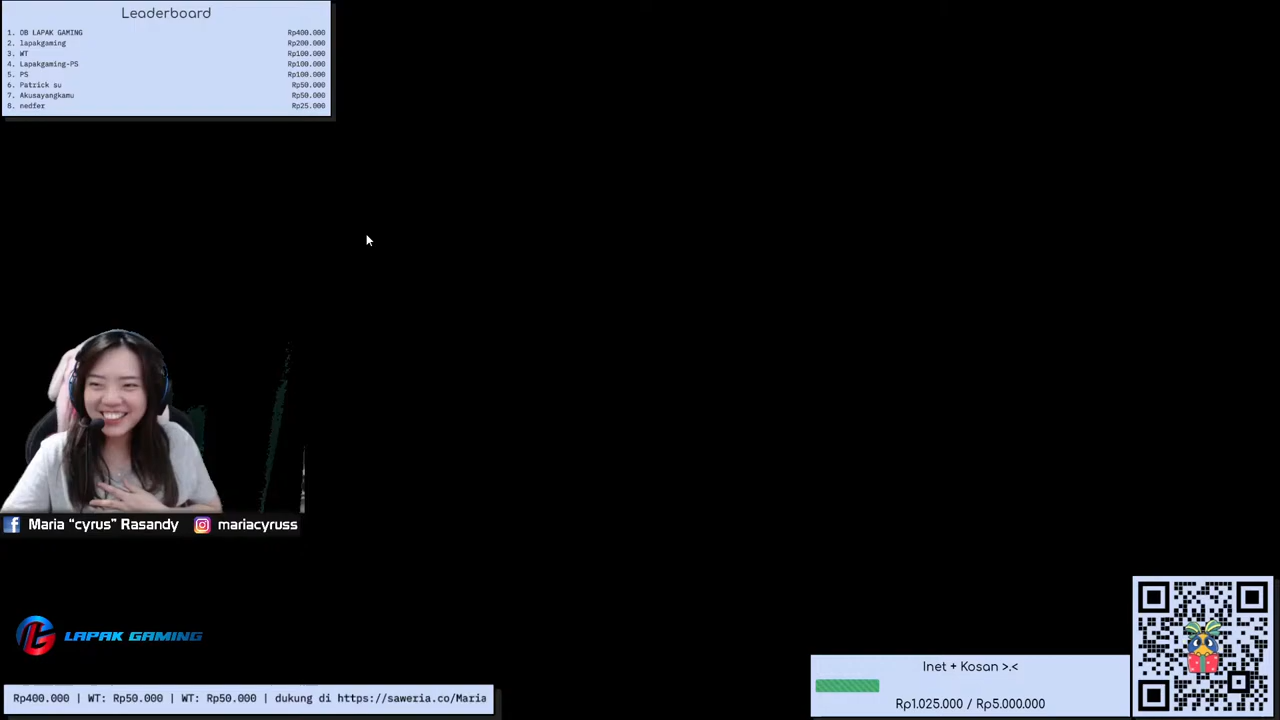 Leaderboard
1. DB LAPAK GAMING Rp400.000
2. lapakgaming Rp200.000
3. WT Rp100.000
4. Lapakgaming-PS Rp100.000
5. PS Rp100.000
6. Patrick su Rp50.000
7. Akusayangkamu Rp50.000
8. nedfer Rp25.000
Maria "cyrus" Rasandy mariacyruss
LAPAK GAMING
Rp400.000 | WT: Rp50.000 | WT: Rp50.000 | dukung di https://saweria.co/Maria
Inet + Kosan >.<
Rp1.025.000 / Rp5.000.000